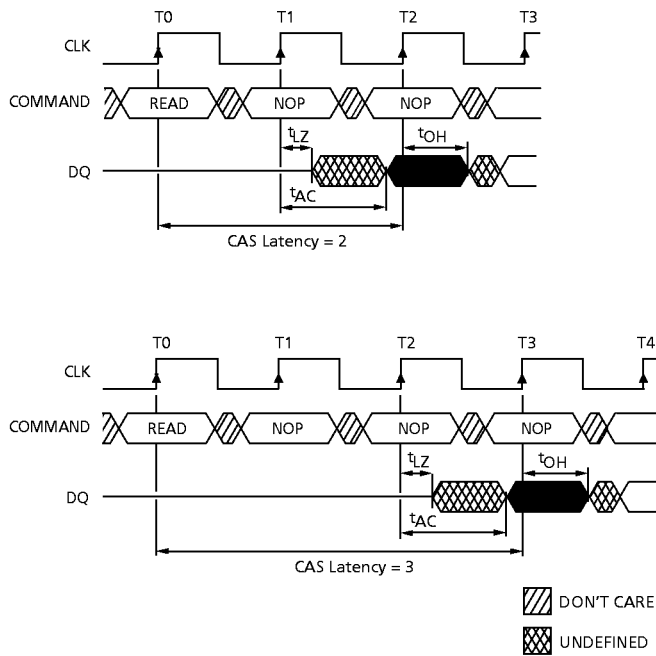 T0 T1 T2 T3
CLK
COMMAND READ NOP NOP
tLZ tOH
DQ
tAC
CAS Latency = 2
T0 T1 T2 T3 T4
CLK
COMMAND READ NOP NOP NOP
tLZ tOH
DQ
tAC
CAS Latency = 3
DON'T CARE
UNDEFINED